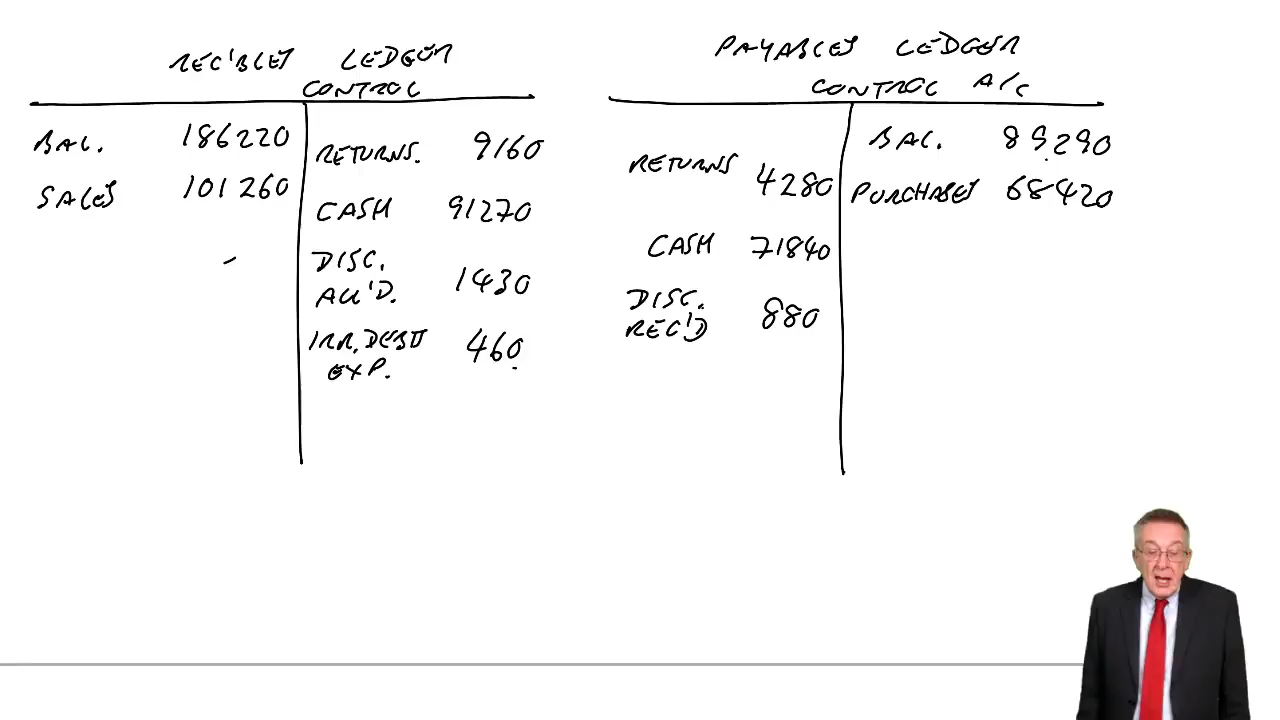 REC'BLES LEDGER
CONTROL
BAL. 186220
SALES 101260
RETURNS. 9160
CASH 91270
DISC.
ALL'D. 1430
IRR. DEBTS 460
EXP.
PAYABLES LEDGER
CONTROL A/C
RETURNS
4280
CASH 71840
DISC.
REC'D 880
BAL. 89290
PURCHASES 68420